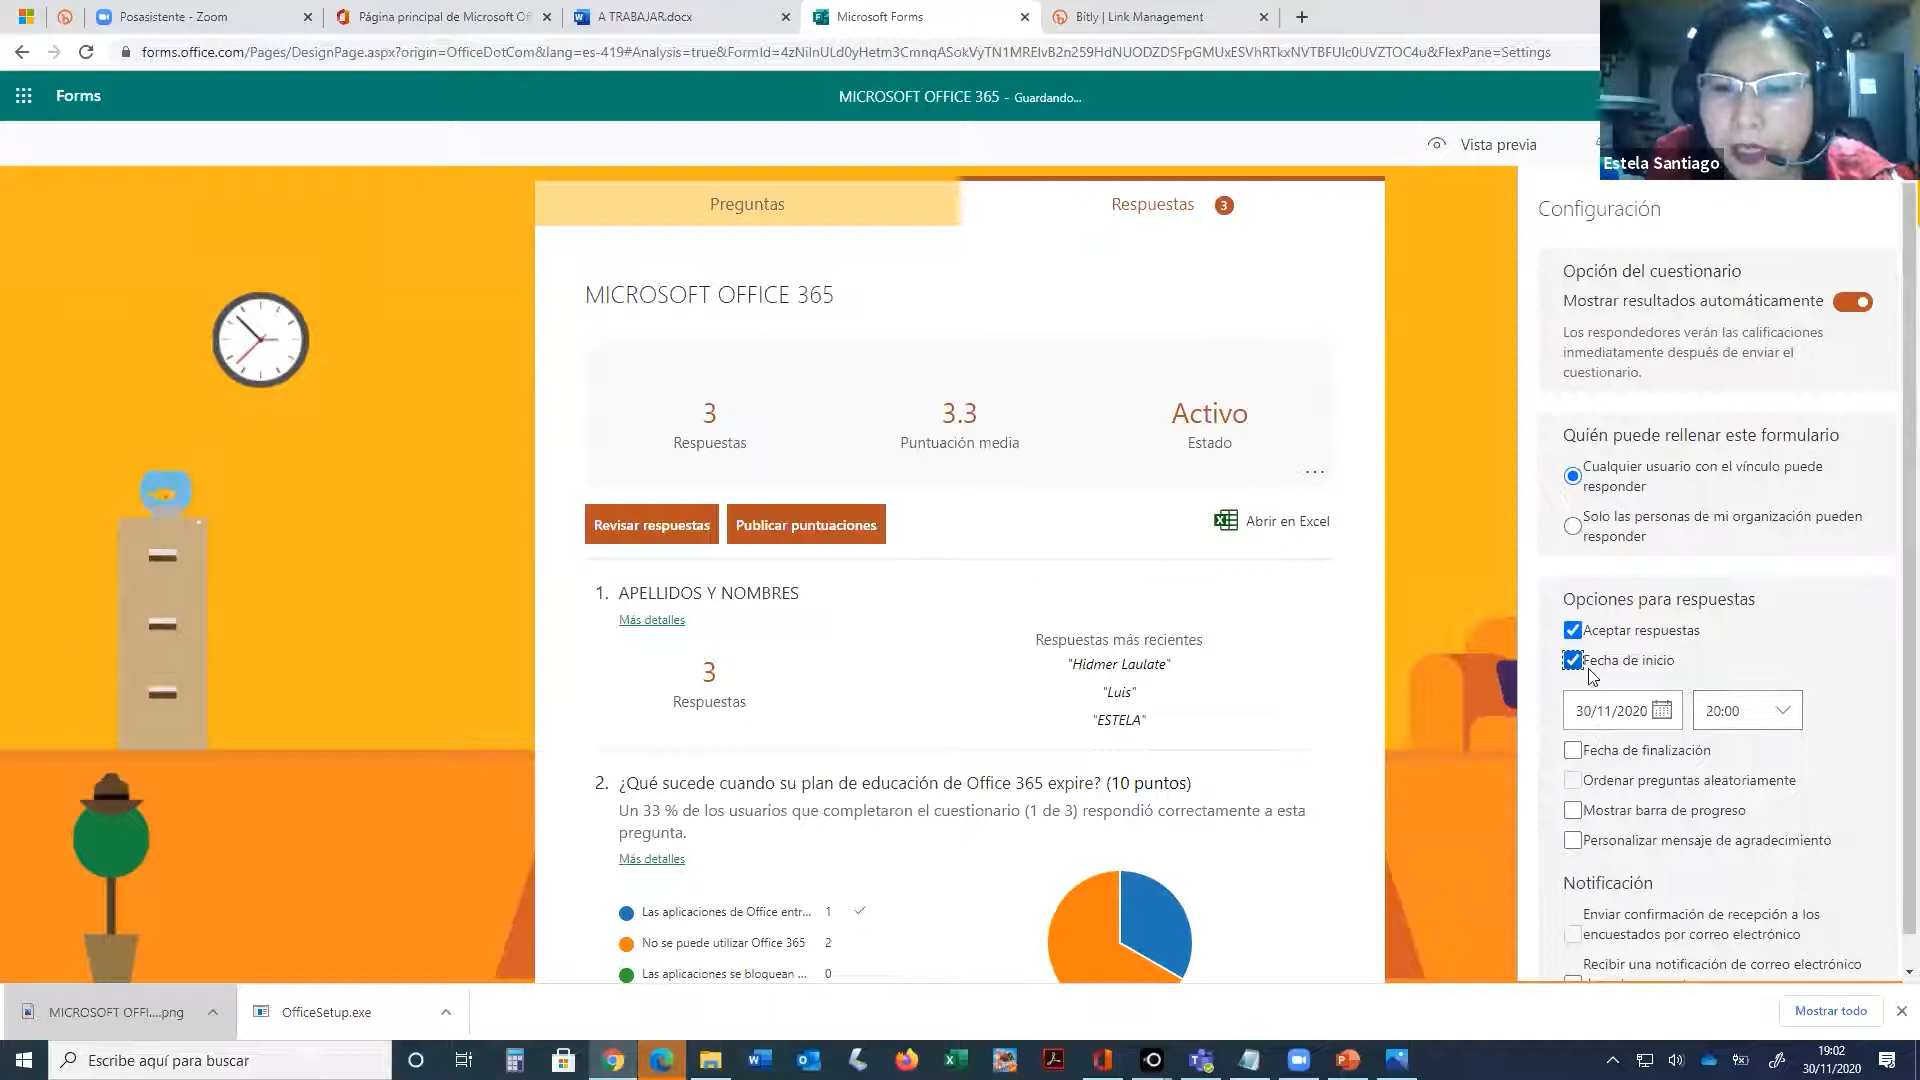 Posasistente - Zoom
Página principal de Microsoft Of
A TRABAJAR.docx
Microsoft Forms
Bitly | Link Management
forms.office.com/Pages/DesignPage.aspx?origin=OfficeDotCom&lang=es-419#Analysis=true&FormId=4zNiInULd0yHetm3CmnqASokVyTN1MRElvB2n259HdNUODZDSFpGMUxESVhRTkxNVTBFUlc0UVZTOC4u&FlexPane=Settings
Forms
MICROSOFT OFFICE 365 - Guardando...
Vista previa
Estela Santiago
Preguntas
Respuestas 3
MICROSOFT OFFICE 365
3
Respuestas
3.3
Puntuación media
Activo
Estado
...
Revisar respuestas
Publicar puntuaciones
Abrir en Excel
1. APELLIDOS Y NOMBRES
Más detalles
3
Respuestas
Respuestas más recientes
"Hidmer Laulate"
"Luis"
"ESTELA"
2. ¿Qué sucede cuando su plan de educación de Office 365 expire? (10 puntos)
Un 33 % de los usuarios que completaron el cuestionario (1 de 3) respondió correctamente a esta
pregunta.
Más detalles
Las aplicaciones de Office entr... 1
No se puede utilizar Office 365 2
Las aplicaciones se bloquean ... 0
Configuración
Opción del cuestionario
Mostrar resultados automáticamente
Los respondedores verán las calificaciones
inmediatamente después de enviar el
cuestionario.
Quién puede rellenar este formulario
Cualquier usuario con el vínculo puede
responder
Solo las personas de mi organización pueden
responder
Opciones para respuestas
Aceptar respuestas
Fecha de inicio
30/11/2020
20:00
Fecha de finalización
Ordenar preguntas aleatoriamente
Mostrar barra de progreso
Personalizar mensaje de agradecimiento
Notificación
Enviar confirmación de recepción a los
encuestados por correo electrónico
Recibir una notificación de correo electrónico
MICROSOFT OFFI....png
OfficeSetup.exe
Mostrar todo
Escribe aquí para buscar
19:02
30/11/2020